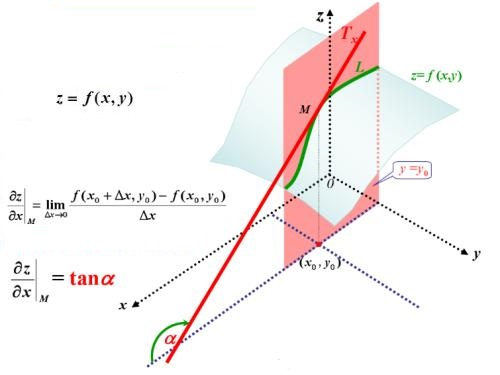 z
T_x
L
z = f(x,y)
z = f(x, y)
M
y = y₀
0
∂z/∂x|_M = lim_{Δx→0} (f(x₀ + Δx, y₀) − f(x₀, y₀))/Δx
(x₀, y₀)
y
∂z/∂x|_M = tanα
x
α